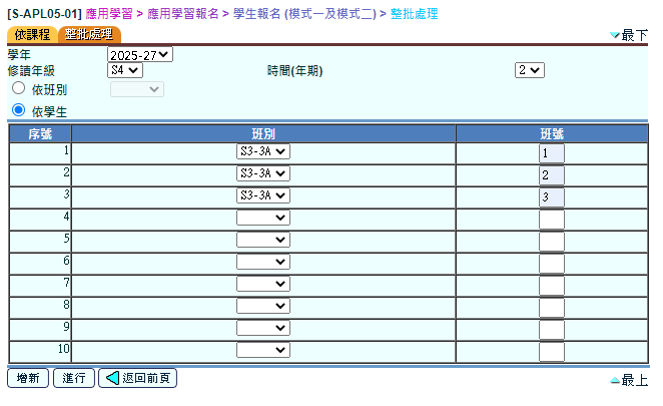 [S-APL05-01] 應用學習 > 應用學習報名 > 學生報名 (模式一及模式二) > 整批處理
依課程 整批處理 最下
學年 2025-27
修讀年級 S4 時間(年期) 2
依班別
依學生
序號 班別 班號
1 S3-3A 1
2 S3-3A 2
3 S3-3A 3
4
5
6
7
8
9
10
增新 進行 返回前頁 最上